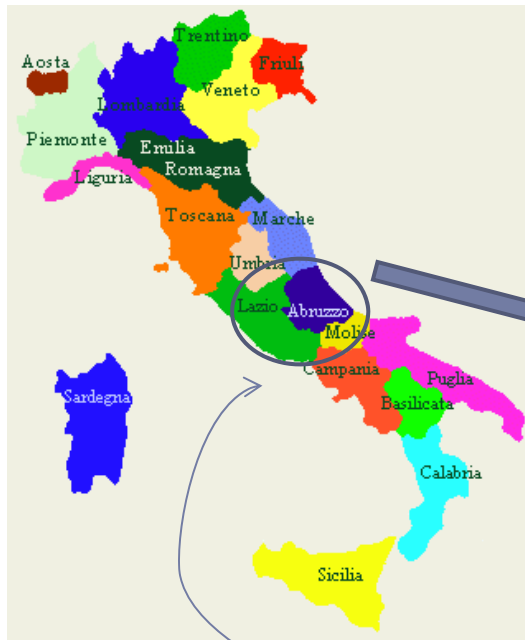 Trentino
Aosta
Friuli
Veneto
Lombardia
Piemonte
Emilia
Romagna
Liguria
Toscana
Marche
Umbria
Lazio
Abruzzo
Molise
Campania
Puglia
Sardegna
Basilicata
Calabria
Sicilia